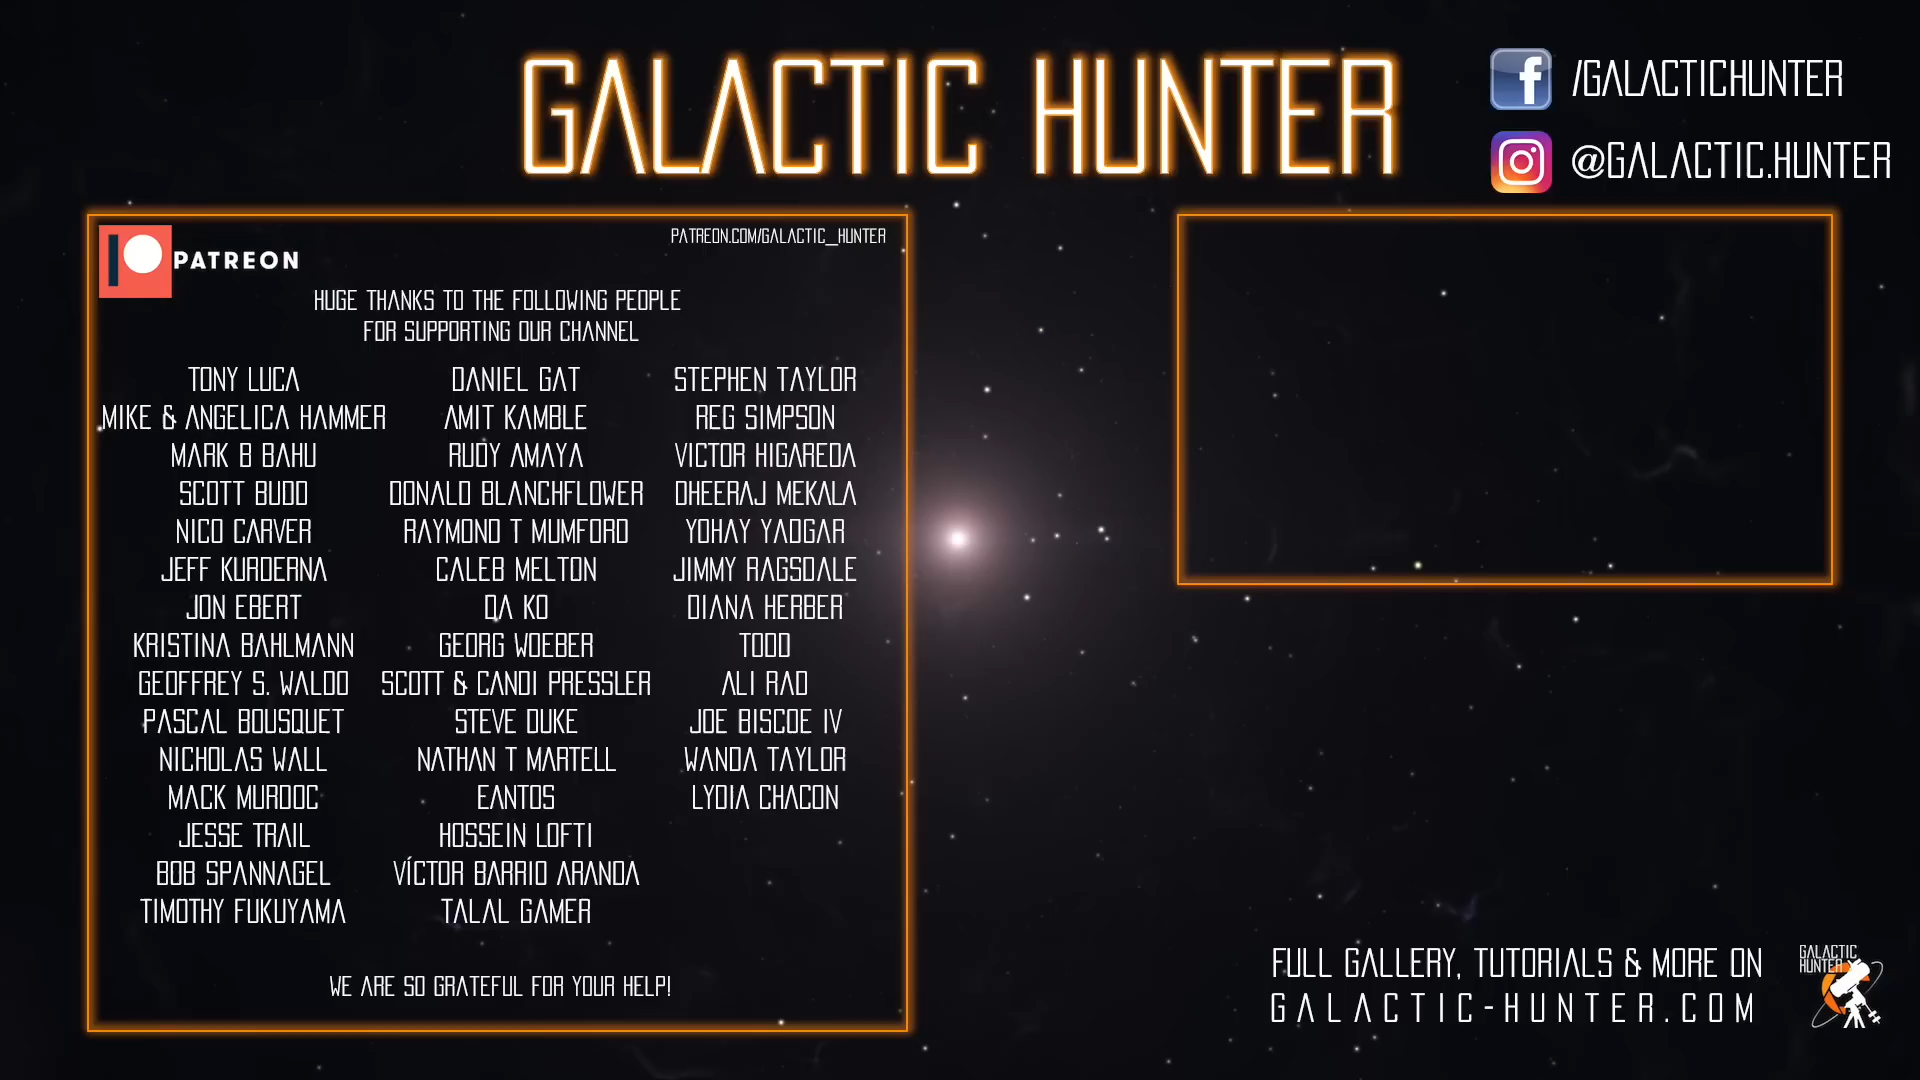 GALACTIC HUNTER
/GALACTICHUNTER
@GALACTIC.HUNTER
PATREON
PATREON.COM/GALACTIC_HUNTER
HUGE THANKS TO THE FOLLOWING PEOPLE
FOR SUPPORTING OUR CHANNEL
TONY LUCA
MIKE & ANGELICA HAMMER
MARK B BAHU
SCOTT BUDD
NICO CARVER
JEFF KURDERNA
JON EBERT
KRISTINA BAHLMANN
GEOFFREY S. WALDO
PASCAL BOUSQUET
NICHOLAS WALL
MACK MURDOC
JESSE TRAIL
BOB SPANNAGEL
TIMOTHY FUKUYAMA
DANIEL GAT
AMIT KAMBLE
RUDY AMAYA
DONALD BLANCHFLOWER
RAYMOND T MUMFORD
CALEB MELTON
DA KO
GEORG WOEBER
SCOTT & CANDI PRESSLER
STEVE DUKE
NATHAN T MARTELL
EANTOS
HOSSEIN LOFTI
VÍCTOR BARRIO ARANDA
TALAL GAMER
STEPHEN TAYLOR
REG SIMPSON
VICTOR HIGAREDA
DHEERAJ MEKALA
YOHAY YADGAR
JIMMY RAGSDALE
DIANA HERBER
TODD
ALI RAD
JOE BISCOE IV
WANDA TAYLOR
LYDIA CHACON
WE ARE SO GRATEFUL FOR YOUR HELP!
FULL GALLERY, TUTORIALS & MORE ON
GALACTIC-HUNTER.COM
GALACTIC
HUNTER